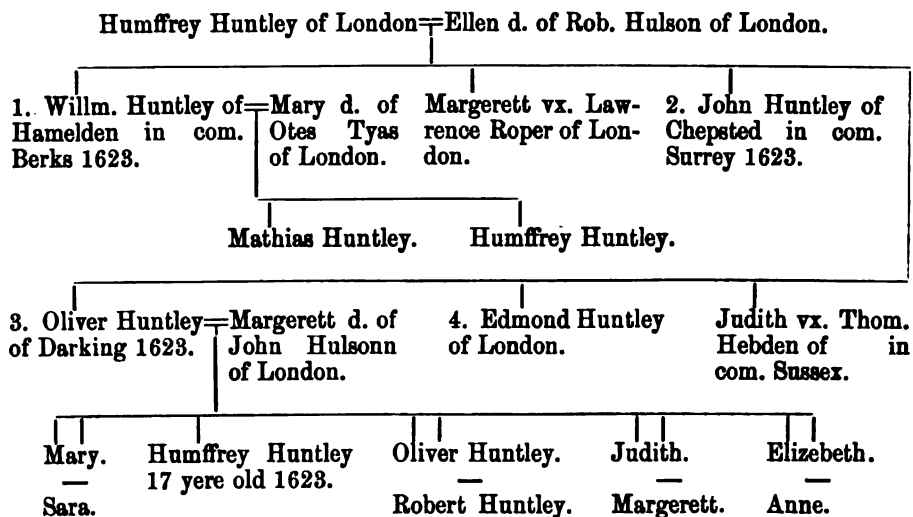 Humffrey Huntley of London=Ellen d. of Rob. Hulson of London.
1. Willm. Huntley of
Hamelden in com.
Berks 1623.
=Mary d. of
Otes Tyas
of London.
Margerett vx. Law-
rence Roper of Lon-
don.
2. John Huntley of
Chepsted in com.
Surrey 1623.
Mathias Huntley.
Humffrey Huntley.
3. Oliver Huntley
of Darking 1623.
=Margerett d. of
John Hulsonn
of London.
4. Edmond Huntley
of London.
Judith vx. Thom.
Hebden of in
com. Sussex.
Mary.
Sara.
Humffrey Huntley
17 yere old 1623.
Oliver Huntley.
Robert Huntley.
Judith.
Margerett.
Elizebeth.
Anne.